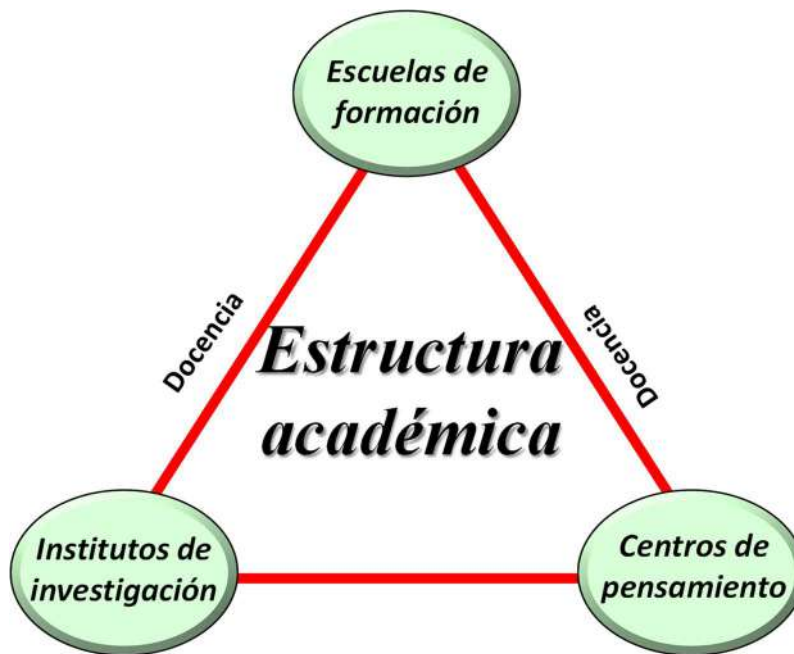 Escuelas de
formación
Docencia
Docencia
Estructura
académica
Institutos de
investigación
Centros de
pensamiento